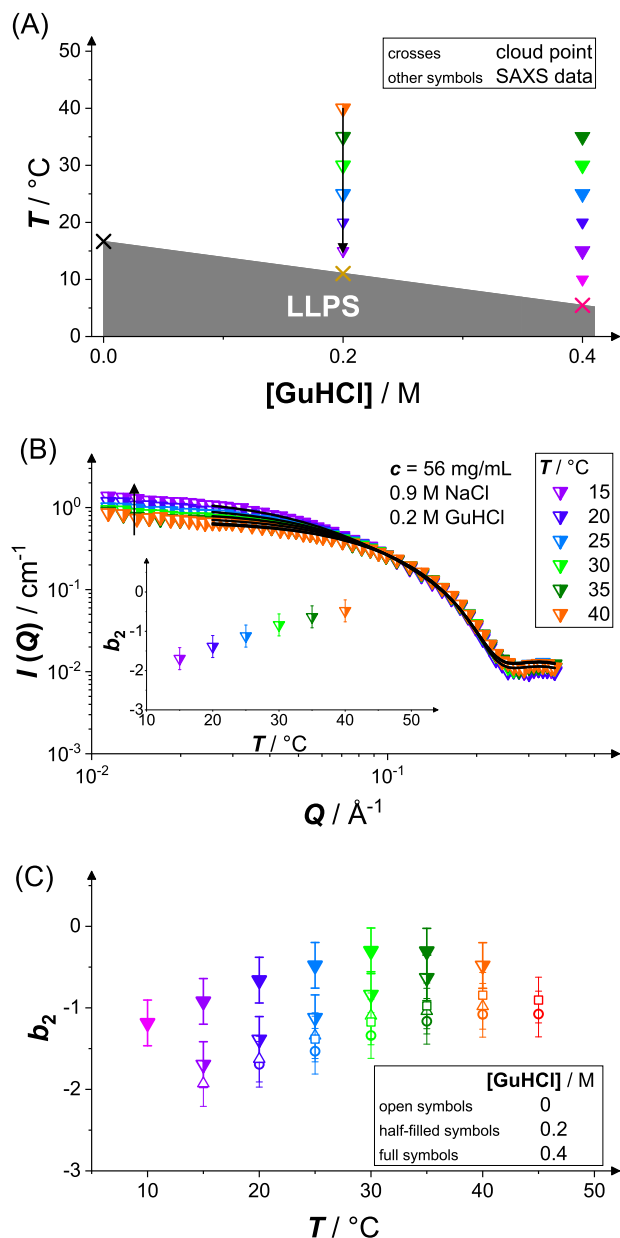 (A)
50
40
30
20
10
0
T / °C
crosses cloud point
other symbols SAXS data
LLPS
0.0 0.2 0.4
[GuHCl] / M
(B)
10⁰
10⁻¹
10⁻²
10⁻³
I (Q) / cm⁻¹
c = 56 mg/mL
0.9 M NaCl
0.2 M GuHCl
T / °C
15
20
25
30
35
40
0
-1
-2
-3
b₂
10 20 30 40 50
T / °C
10⁻² 10⁻¹
Q / Å⁻¹
(C)
0
-1
-2
-3
b₂
[GuHCl] / M
open symbols 0
half-filled symbols 0.2
full symbols 0.4
10 20 30 40 50
T / °C